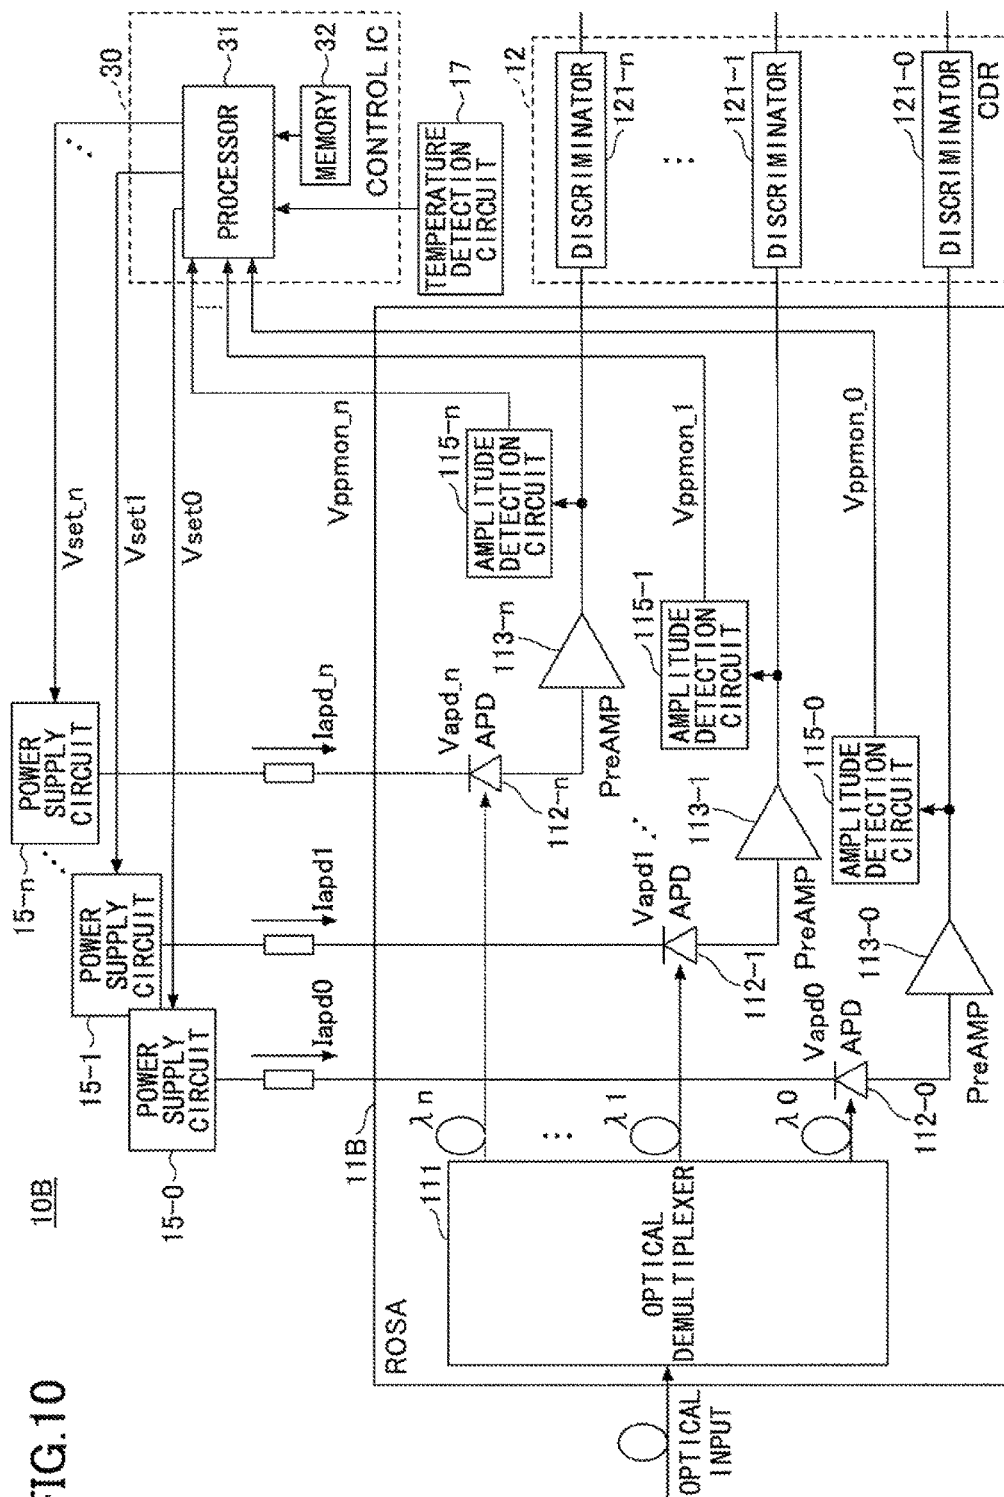 FIG.10
10B
15-n
POWER
SUPPLY
CIRCUIT
15-1
POWER
SUPPLY
CIRCUIT
15-0
POWER
SUPPLY
CIRCUIT
Vset_n
Vset1
Vset0
30
31
PROCESSOR
32
MEMORY
CONTROL IC
17
TEMPERATURE
DETECTION
CIRCUIT
Iapd0
Iapd1
Iapd_n
11B
ROSA
111
OPTICAL
DEMULTIPLEXER
OPTICAL
INPUT
λn
λ1
λ0
Vapd_n
APD
112-n
113-n
PreAMP
115-n
AMPLITUDE
DETECTION
CIRCUIT
Vppmon_n
Vapd1
APD
112-1
113-1
PreAMP
115-1
AMPLITUDE
DETECTION
CIRCUIT
Vppmon_1
Vapd0
APD
112-0
113-0
PreAMP
115-0
AMPLITUDE
DETECTION
CIRCUIT
Vppmon_0
12
DISCRIMINATOR
121-n
DISCRIMINATOR
121-1
DISCRIMINATOR
121-0
CDR